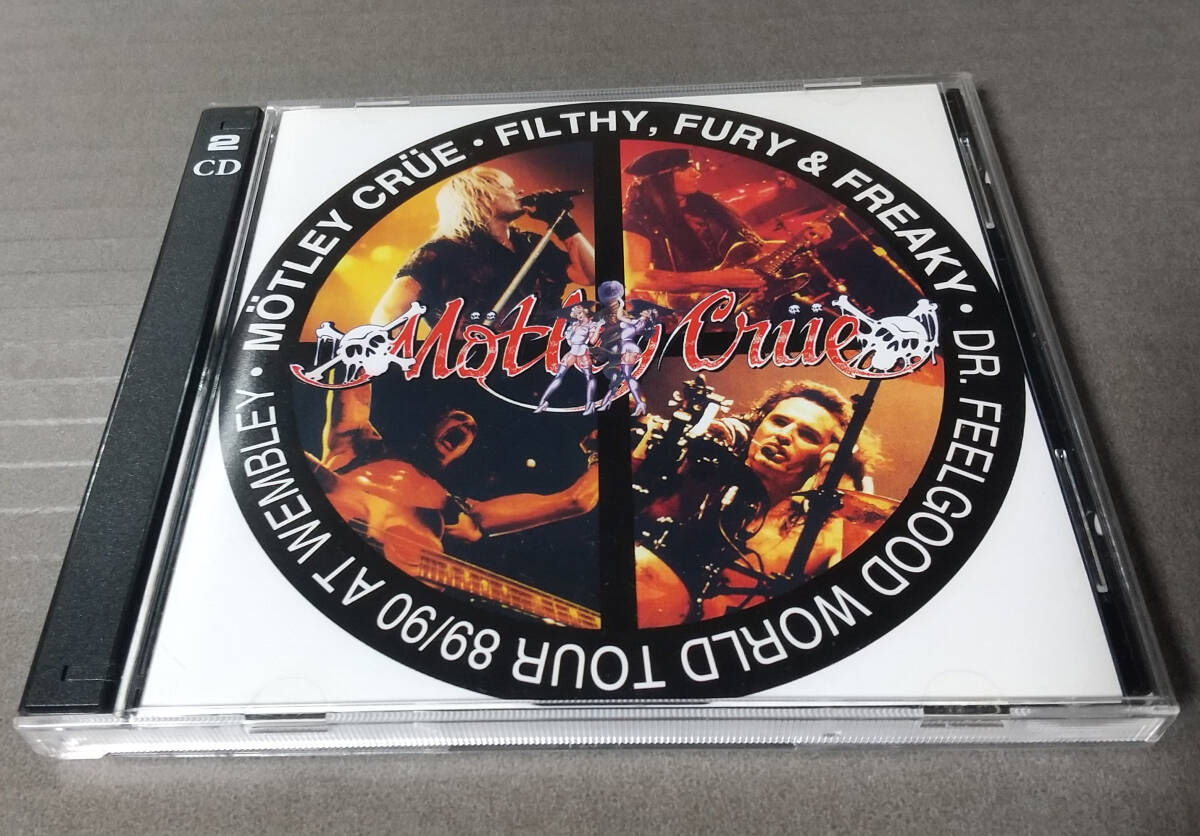 2
CD
MÖTLEY CRÜE · FILTHY, FURY & FREAKY · DR. FEELGOOD WORLD TOUR 89/90 AT WEMBLEY ·
Mötley Crüe